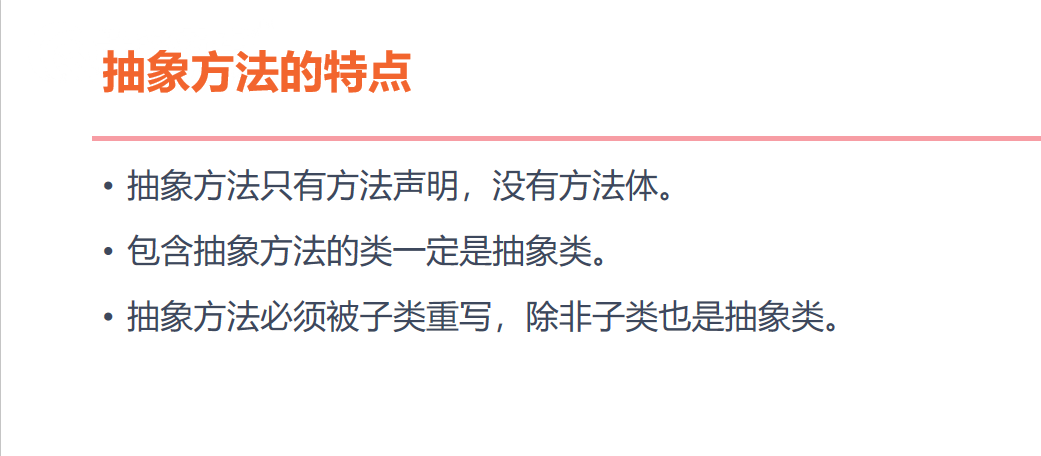 抽象方法的特点
• 抽象方法只有方法声明，没有方法体。
• 包含抽象方法的类一定是抽象类。
• 抽象方法必须被子类重写，除非子类也是抽象类。